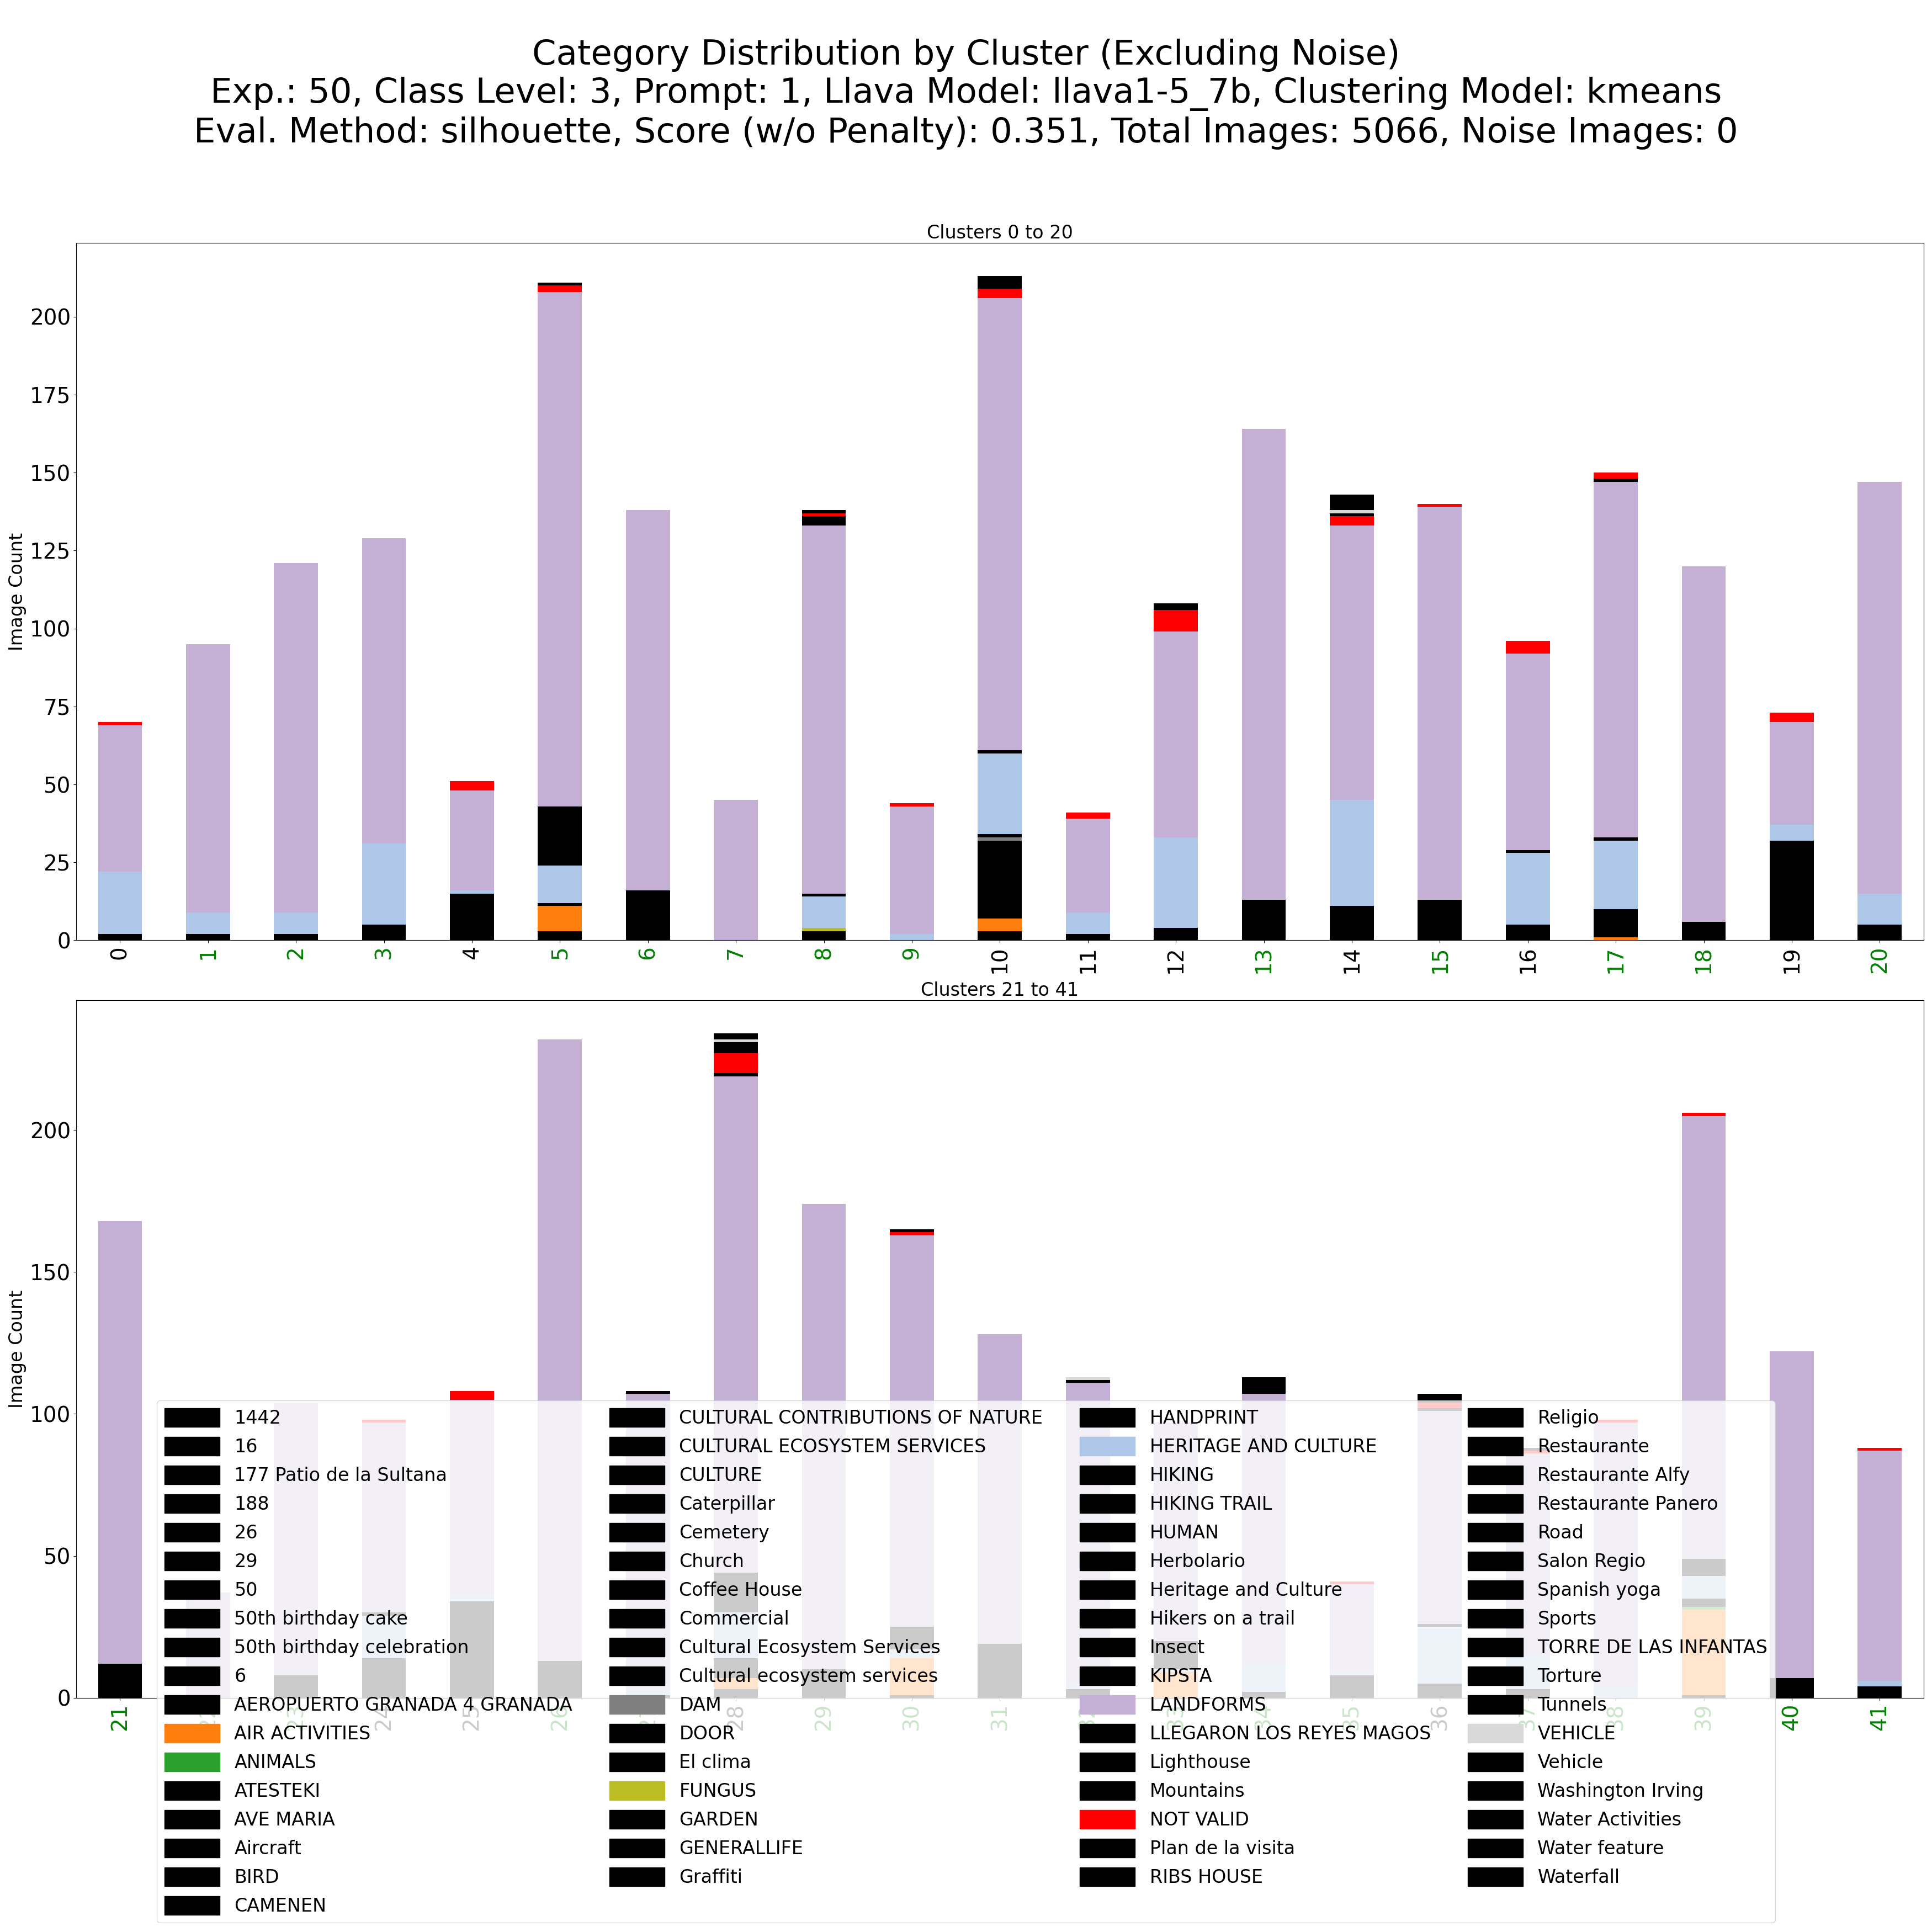 Category Distribution by Cluster (Excluding Noise)
Exp.: 50, Class Level: 3, Prompt: 1, Llava Model: llava1-5_7b, Clustering Model: kmeans
Eval. Method: silhouette, Score (w/o Penalty): 0.351, Total Images: 5066, Noise Images: 0
Clusters 0 to 20
Image Count
200
175
150
125
100
75
50
25
0
0 1 2 3 4 5 6 7 8 9 10 11 12 13 14 15 16 17 18 19 20
Clusters 21 to 41
Image Count
200
150
100
50
0
21 24 25 26 28 29 30 31 35 36 38 39 40 41
1442
16
177 Patio de la Sultana
188
26
29
50
50th birthday cake
50th birthday celebration
6
AEROPUERTO GRANADA 4 GRANADA
AIR ACTIVITIES
ANIMALS
ATESTEKI
AVE MARIA
Aircraft
BIRD
CAMENEN
CULTURAL CONTRIBUTIONS OF NATURE
CULTURAL ECOSYSTEM SERVICES
CULTURE
Caterpillar
Cemetery
Church
Coffee House
Commercial
Cultural Ecosystem Services
Cultural ecosystem services
DAM
DOOR
El clima
FUNGUS
GARDEN
GENERALLIFE
Graffiti
HANDPRINT
HERITAGE AND CULTURE
HIKING
HIKING TRAIL
HUMAN
Herbolario
Heritage and Culture
Hikers on a trail
Insect
KIPSTA
LANDFORMS
LLEGARON LOS REYES MAGOS
Lighthouse
Mountains
NOT VALID
Plan de la visita
RIBS HOUSE
Religio
Restaurante
Restaurante Alfy
Restaurante Panero
Road
Salon Regio
Spanish yoga
Sports
TORRE DE LAS INFANTAS
Torture
Tunnels
VEHICLE
Vehicle
Washington Irving
Water Activities
Water feature
Waterfall